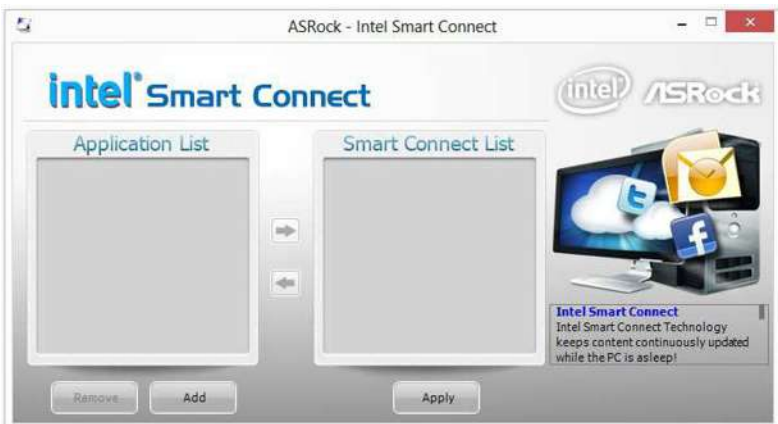 ASRock - Intel Smart Connect
intel® Smart Connect
intel ASRock
Application List
Smart Connect List
Intel Smart Connect
Intel Smart Connect Technology
keeps content continuously updated
while the PC is asleep!
Remove
Add
Apply